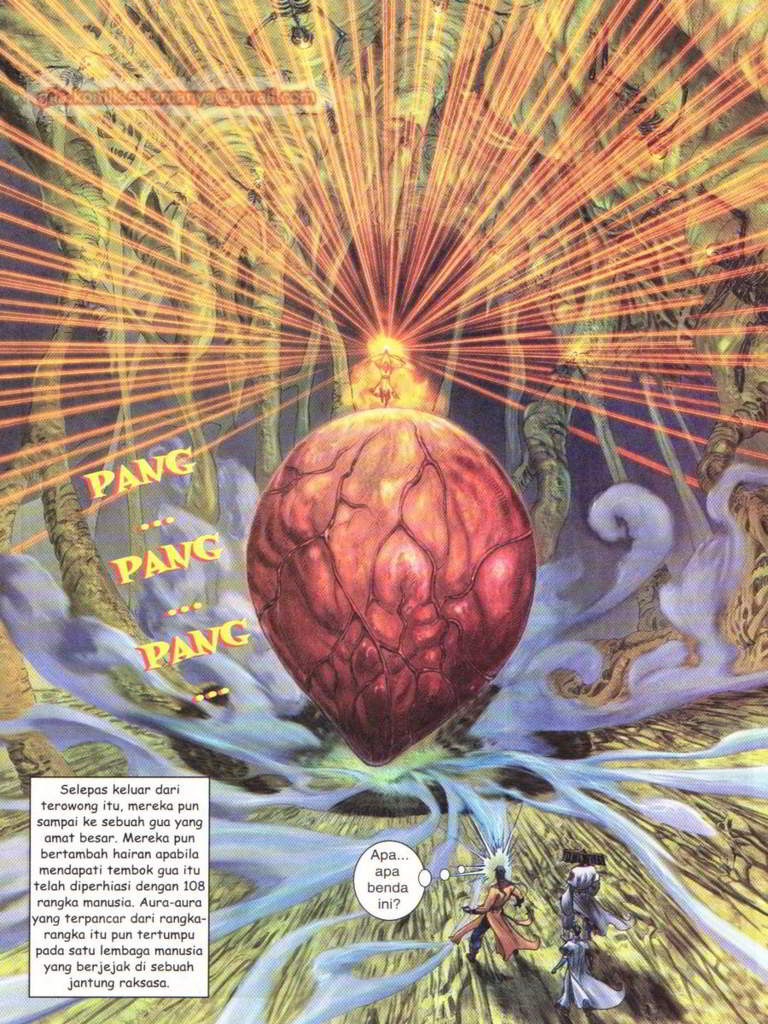 PANG
...
PANG
...
PANG
...
Selepas keluar dari
terowong itu, mereka pun
sampai ke sebuah gua yang
amat besar. Mereka pun
bertambah hairan apabila
mendapati tembok gua itu
telah diperhiasi dengan 108
rangka manusia. Aura-aura
yang terpancar dari rangka-
rangka itu pun tertumpu
pada satu lembaga manusia
yang berjejak di sebuah
jantung raksasa.
Apa...
apa
benda
ini?